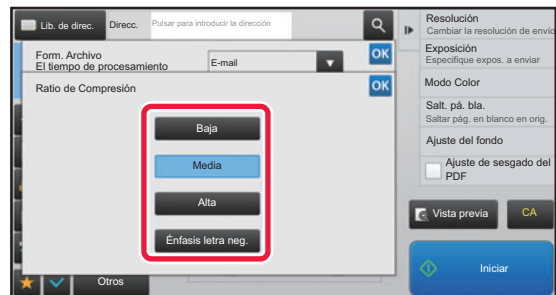 Lib. de direc.
Direcc.
Pulsar para introducir la dirección
Form. Archivo
El tiempo de procesamiento
E-mail
OK
Ratio de Compresión
OK
Baja
Media
Alta
Énfasis letra neg.
Otros
Resolución
Cambiar la resolución de envío
Exposición
Especifique expos. a enviar
Modo Color
Salt. pá. bla.
Saltar pág. en blanco en orig.
Ajuste del fondo
Ajuste de sesgado del
PDF
Vista previa
CA
Iniciar